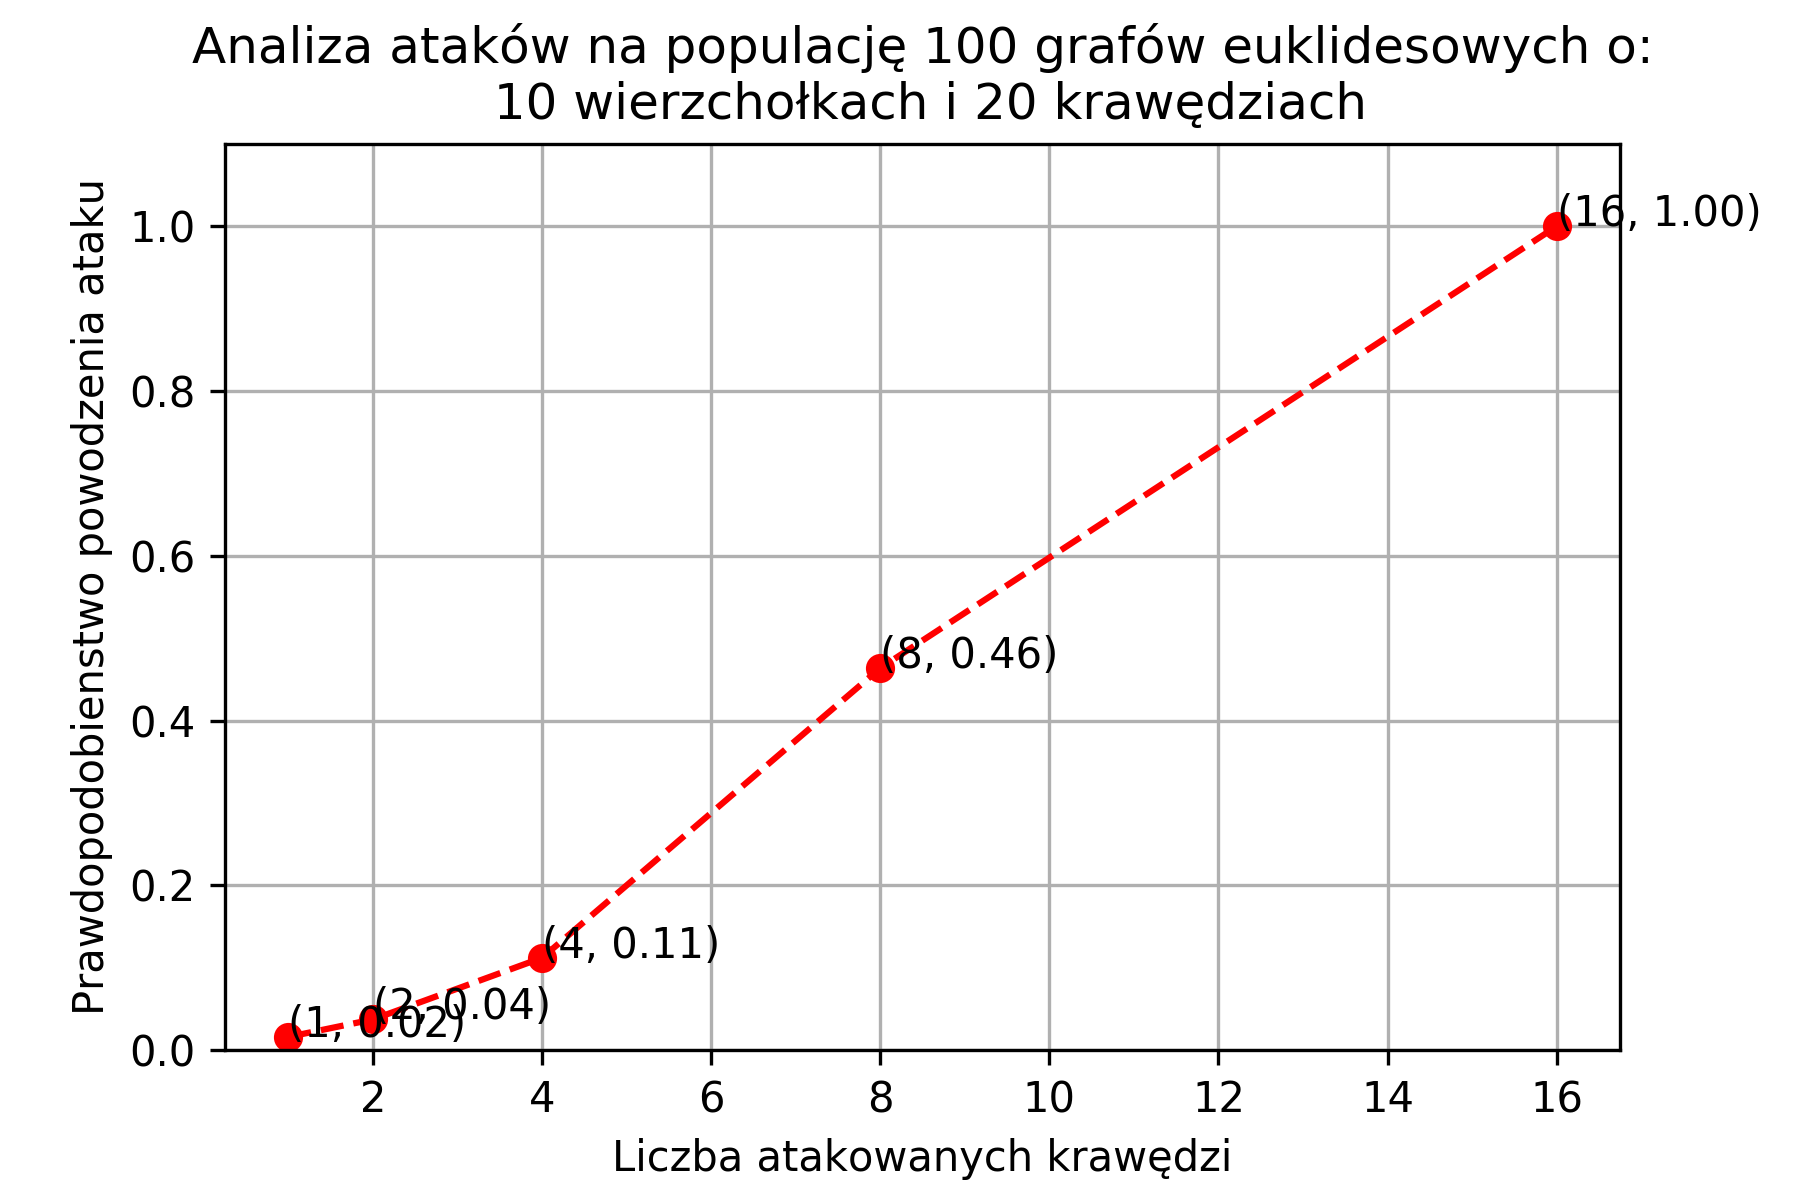 Analiza ataków na populację 100 grafów euklidesowych o:
10 wierzchołkach i 20 krawędziach
Prawdopodobienstwo powodzenia ataku
1.0
0.8
0.6
0.4
0.2
0.0
(16, 1.00)
(8, 0.46)
(4, 0.11)
(2, 0.04)
(1, 0.02)
2 4 6 8 10 12 14 16
Liczba atakowanych krawędzi